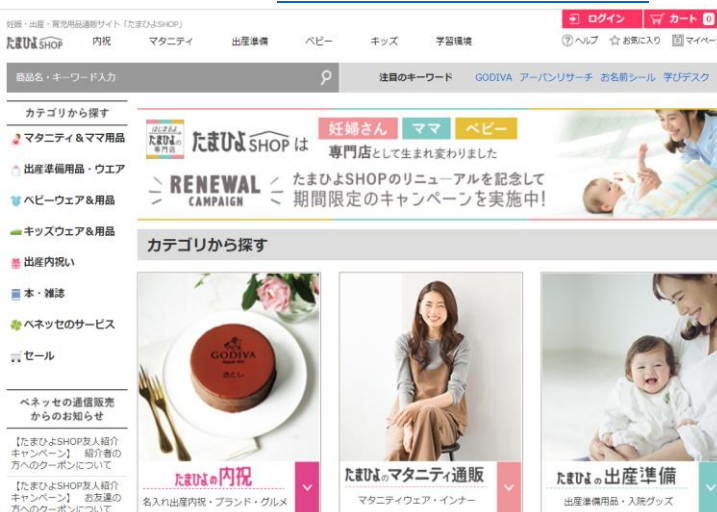 妊娠・出産・育児用品通販サイト「たまひよSHOP」
ログイン カート 0
たまひよSHOP 内祝 マタニティ 出産準備 ベビー キッズ 学習環境
ヘルプ お気に入り マイペー
商品名・キーワード入力
注目のキーワード GODIVA アーバンリサーチ お名前シール 学びデスク
カテゴリから探す
マタニティ&ママ用品
出産準備用品・ウエア
ベビーウェア&用品
キッズウェア&用品
出産内祝い
本・雑誌
ベネッセのサービス
セール
ベネッセの通信販売
からのお知らせ
【たまひよSHOP友人紹介
キャンペーン】 紹介者の
方へのクーポンについて
【たまひよSHOP友人紹介
キャンペーン】 お友達の
方へのクーポンについて
はじまるよ
たまひよの
専門店
たまひよSHOP は 妊婦さん ママ ベビー
専門店として生まれ変わりました
RENEWAL
CAMPAIGN
たまひよSHOPのリニューアルを記念して
期間限定のキャンペーンを実施中!
カテゴリから探す
GODIVA
たまひよの内祝
名入れ出産内祝・ブランド・グルメ
たまひよのマタニティ通販
マタニティウェア・インナー
たまひよの出産準備
出産準備用品・入院グッズ